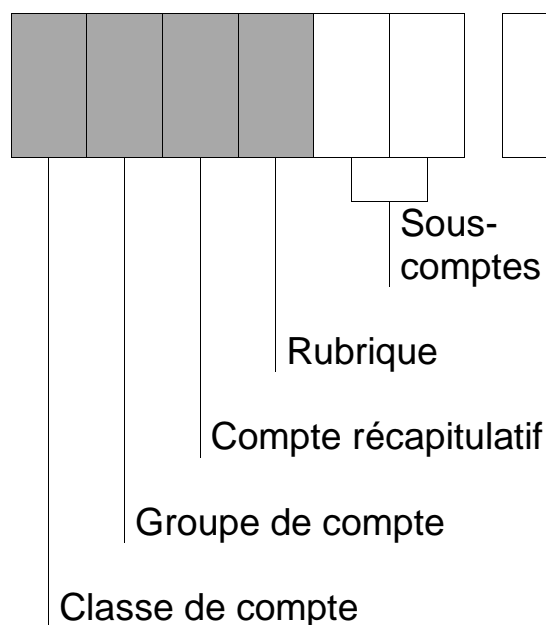 Sous-
comptes
Rubrique
Compte récapitulatif
Groupe de compte
Classe de compte